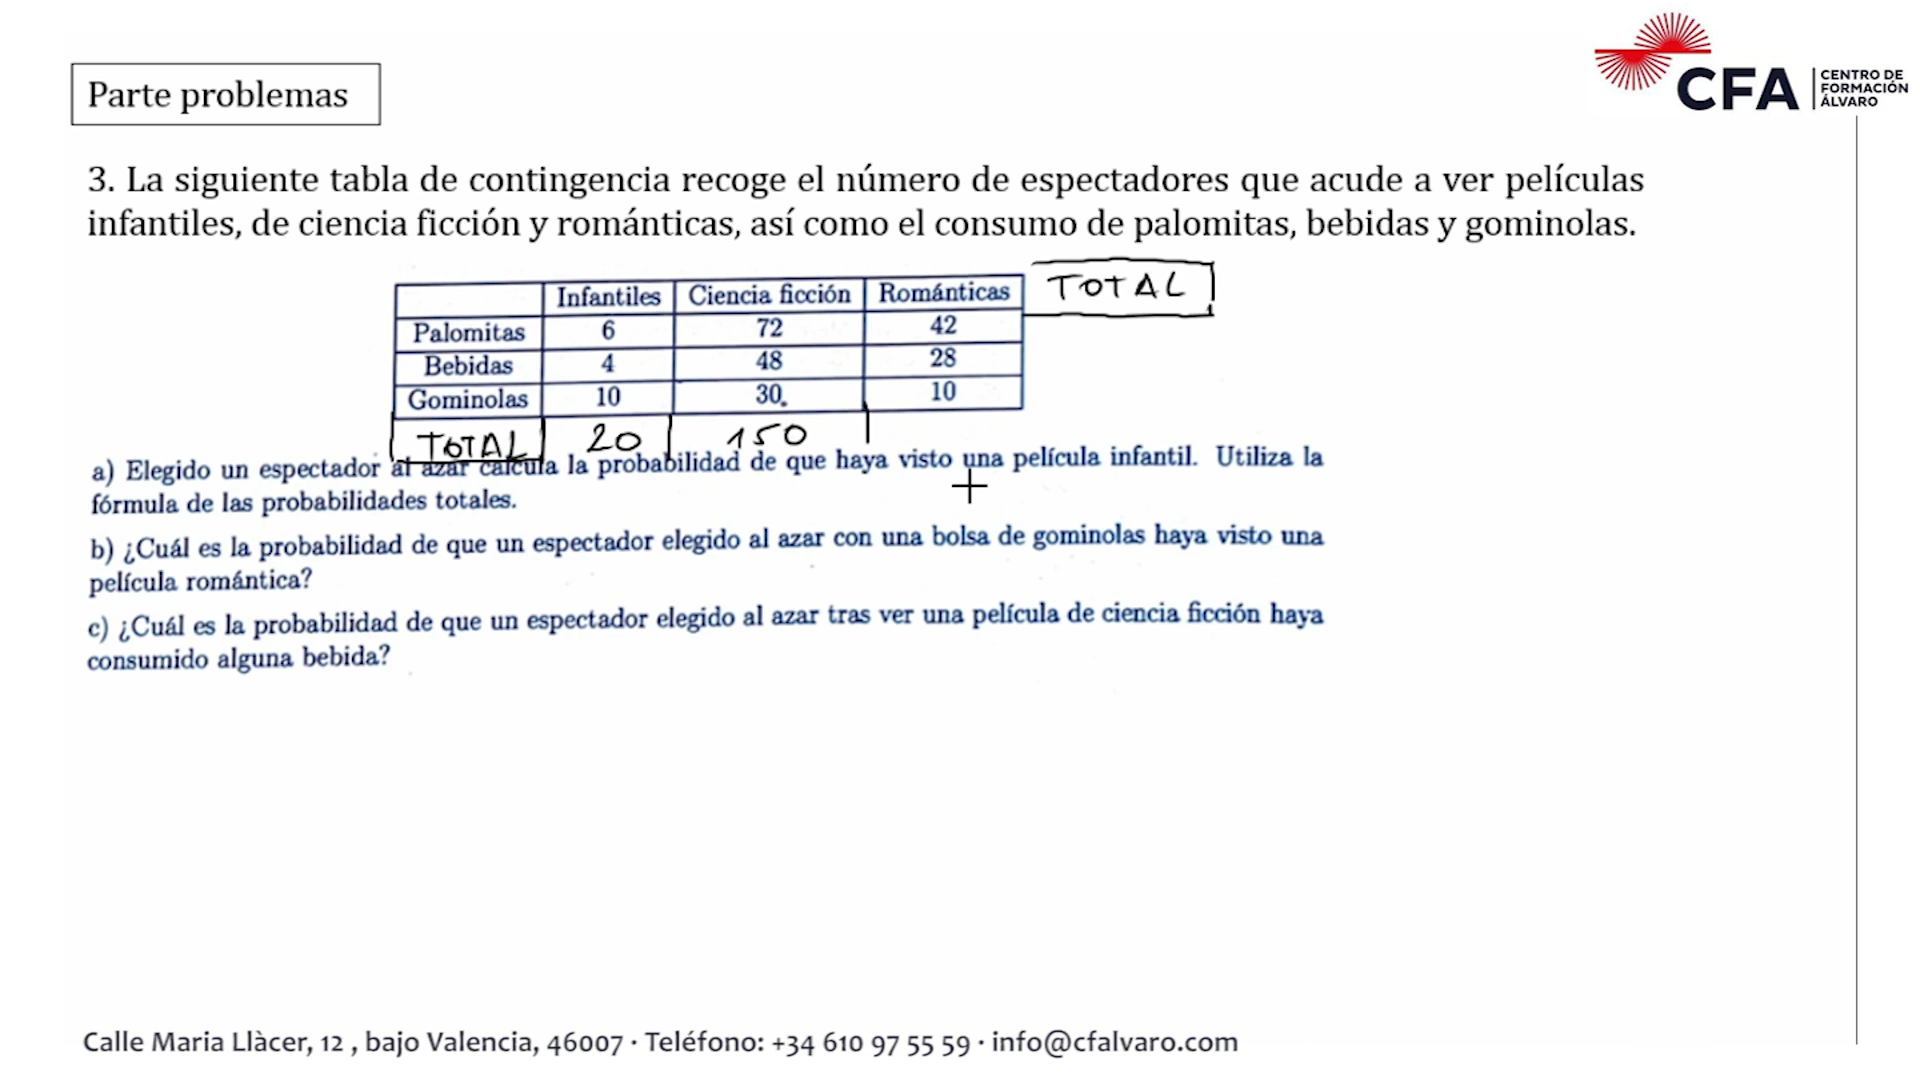 CFA CENTRO DE
FORMACIÓN
ÁLVARO
Parte problemas
3. La siguiente tabla de contingencia recoge el número de espectadores que acude a ver películas
infantiles, de ciencia ficción y románticas, así como el consumo de palomitas, bebidas y gominolas.
Infantiles Ciencia ficción Románticas TOTAL
Palomitas 6 72 42
Bebidas 4 48 28
Gominolas 10 30 10
TOTAL 20 150
a) Elegido un espectador al azar calcula la probabilidad de que haya visto una película infantil. Utiliza la
fórmula de las probabilidades totales.
b) ¿Cuál es la probabilidad de que un espectador elegido al azar con una bolsa de gominolas haya visto una
película romántica?
c) ¿Cuál es la probabilidad de que un espectador elegido al azar tras ver una película de ciencia ficción haya
consumido alguna bebida?
Calle Maria Llàcer, 12 , bajo Valencia, 46007 · Teléfono: +34 610 97 55 59 · info@cfalvaro.com